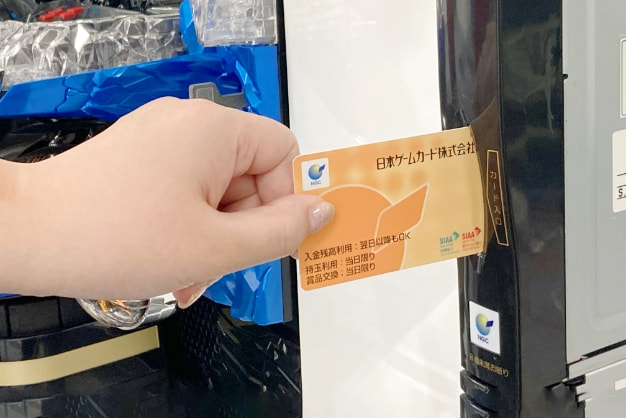 日本ゲームカード株式会社
NGC
入金残高利用：翌日以降もOK
持玉利用：当日限り
賞品交換：当日限り
SIAA
SIAA
カード入口
NGC